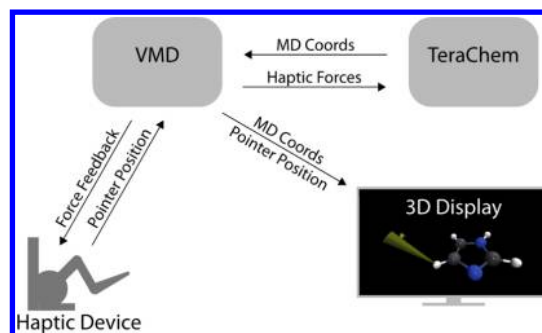 VMD
MD Coords
Haptic Forces
TeraChem
Force Feedback
Pointer Position
MD Coords
Pointer Position
3D Display
Haptic Device